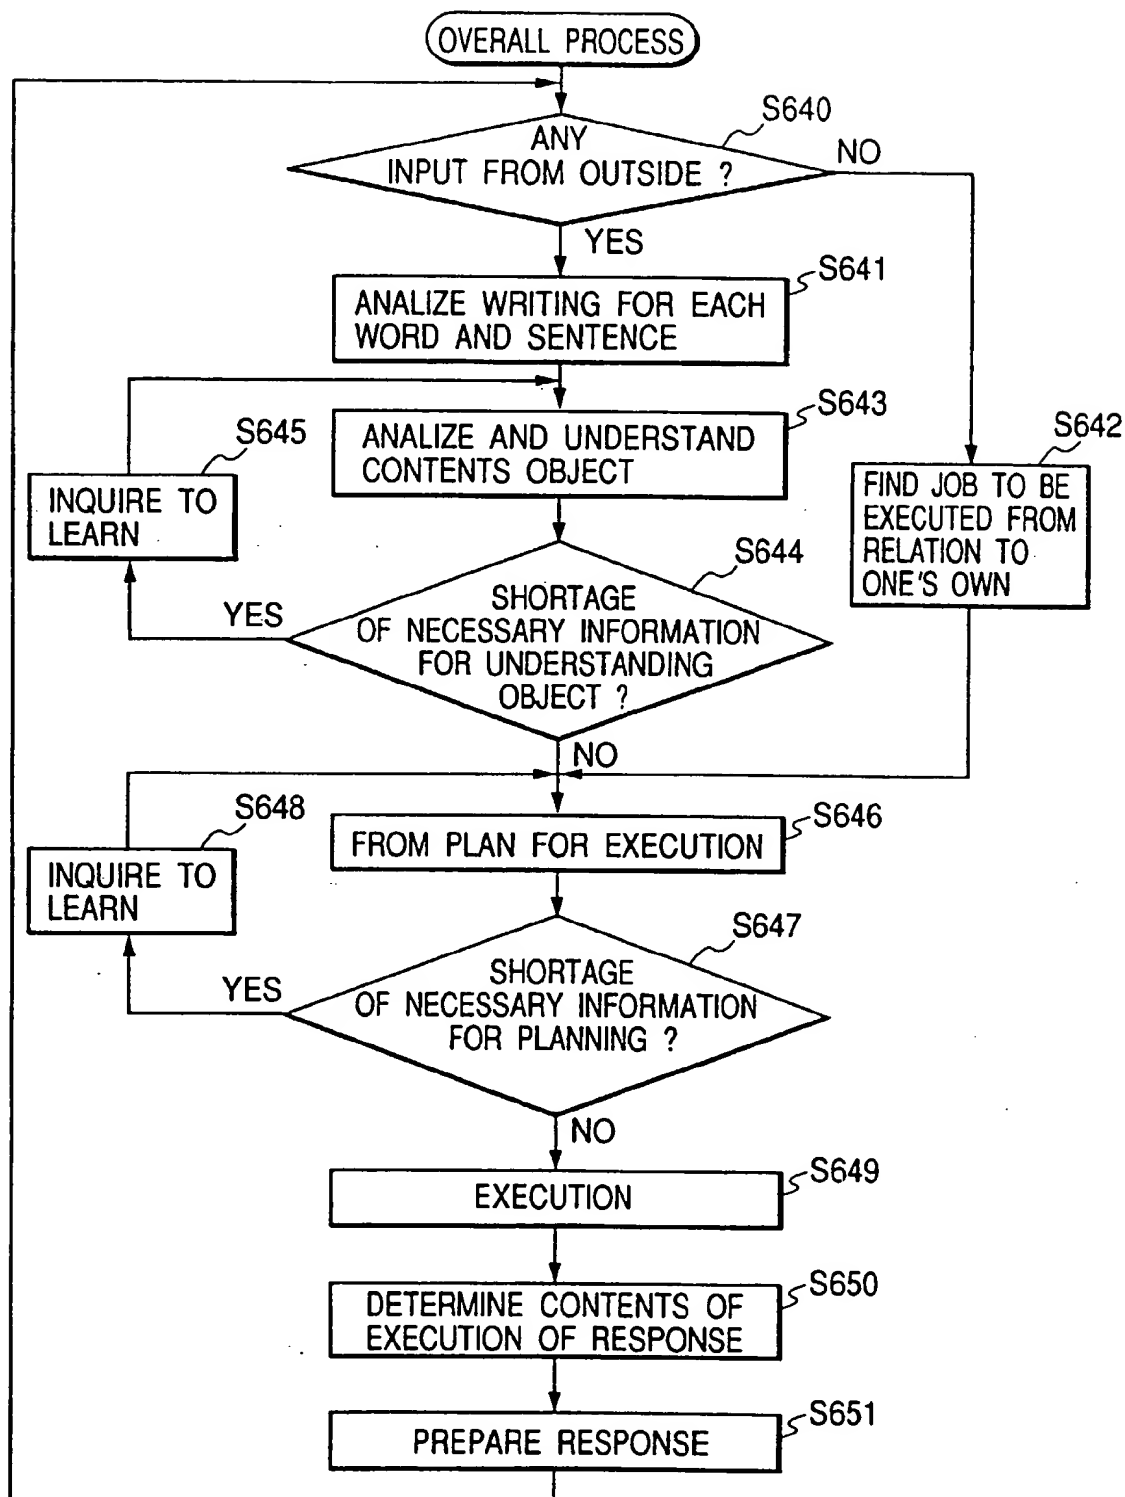 OVERALL PROCESS
S640
ANY
INPUT FROM OUTSIDE ?
NO
YES
S641
ANALIZE WRITING FOR EACH
WORD AND SENTENCE
S643
ANALIZE AND UNDERSTAND
CONTENTS OBJECT
S645
INQUIRE TO
LEARN
S642
FIND JOB TO BE
EXECUTED FROM
RELATION TO
ONE'S OWN
S644
SHORTAGE
OF NECESSARY INFORMATION
FOR UNDERSTANDING
OBJECT ?
YES
NO
S646
FROM PLAN FOR EXECUTION
S648
INQUIRE TO
LEARN
S647
SHORTAGE
OF NECESSARY INFORMATION
FOR PLANNING ?
YES
NO
S649
EXECUTION
S650
DETERMINE CONTENTS OF
EXECUTION OF RESPONSE
S651
PREPARE RESPONSE